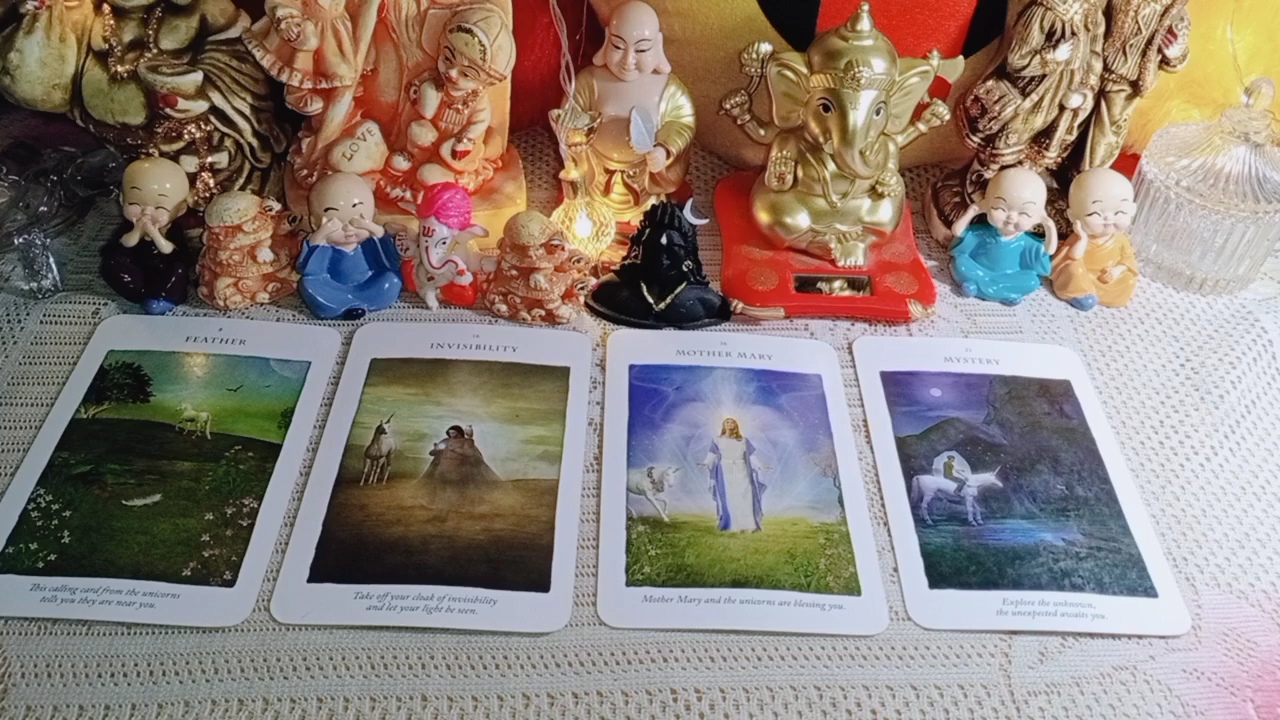 LOVE
FEATHER
This calling card from the unicorns
tells you they are near you.
INVISIBILITY
Take off your cloak of invisibility
and let your light be seen.
MOTHER MARY
Mother Mary and the unicorns are blessing you.
MYSTERY
Explore the unknown,
the unexpected awaits you.